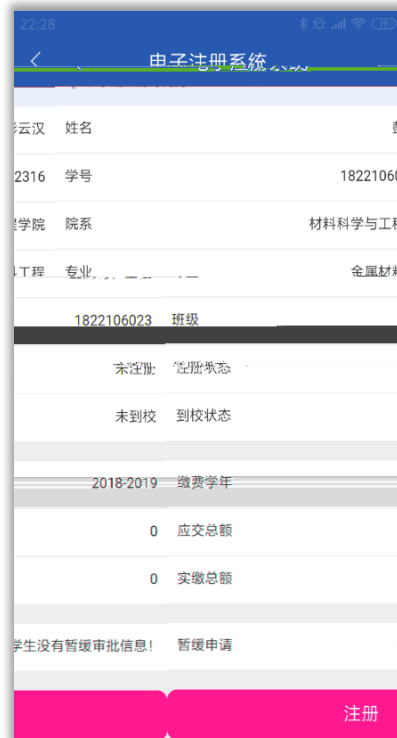 22:28 19
电子注册系统
云汉 姓名
2316 学号 1822106
学院 院系 材料科学与工
工程 专业 金属材
1822106023 班级
未注册 注册状态
未到校 到校状态
2018-2019 缴费学年
0 应交总额
0 实缴总额
学生没有暂缓审批信息！ 暂缓申请
注册